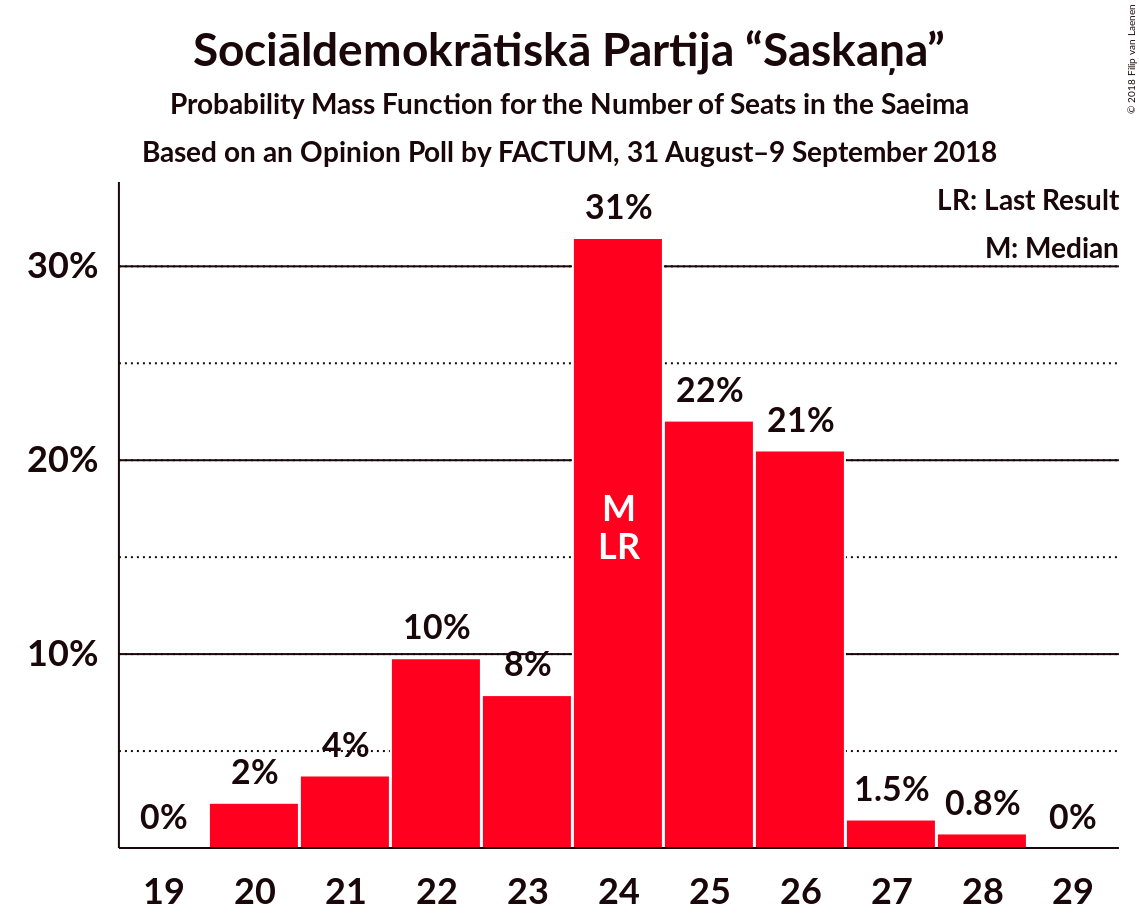 Sociāldemokrātiskā Partija “Saskaņa”
Probability Mass Function for the Number of Seats in the Saeima
Based on an Opinion Poll by FACTUM, 31 August–9 September 2018
© 2018 Filip van Laenen
LR: Last Result
M: Median
30%
20%
10%
0%
2%
4%
10%
8%
31%
22%
21%
1.5%
0.8%
0%
M
LR
19 20 21 22 23 24 25 26 27 28 29